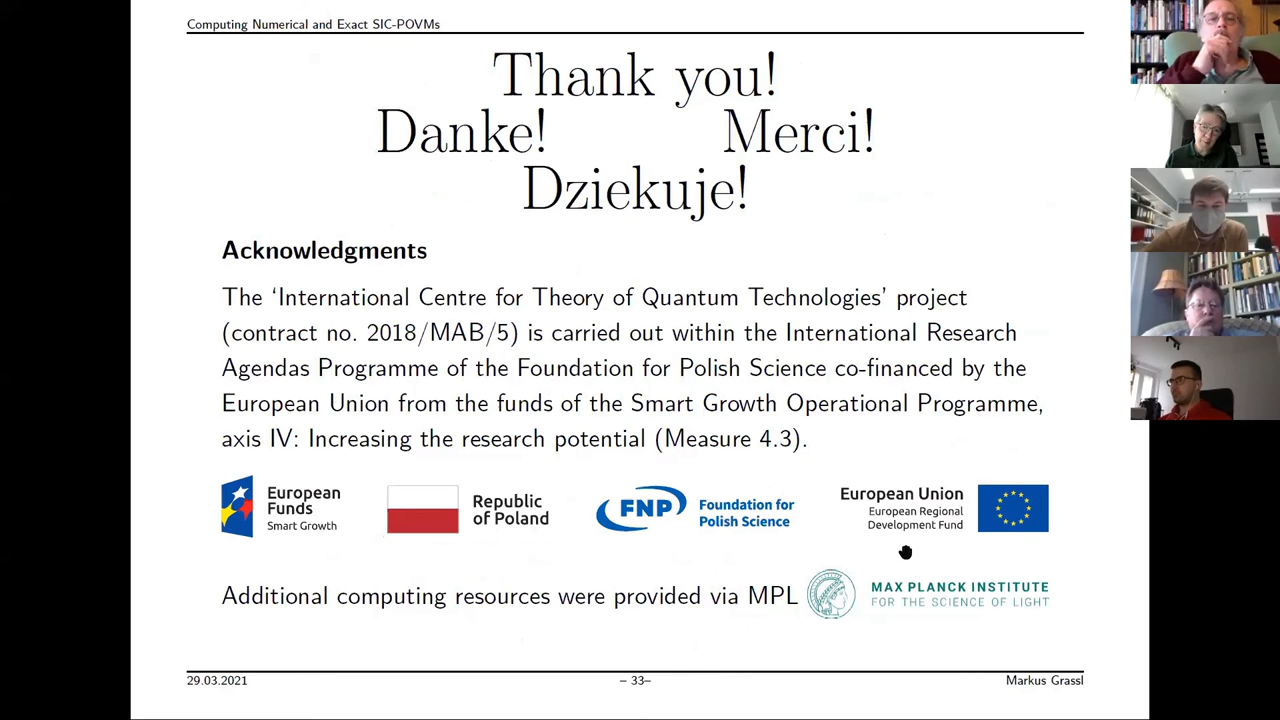 Computing Numerical and Exact SIC-POVMs
Thank you!
Danke! Merci!
Dziekuje!
Acknowledgments
The ‘International Centre for Theory of Quantum Technologies’ project
(contract no. 2018/MAB/5) is carried out within the International Research
Agendas Programme of the Foundation for Polish Science co-financed by the
European Union from the funds of the Smart Growth Operational Programme,
axis IV: Increasing the research potential (Measure 4.3).
European
Funds
Smart Growth
Republic
of Poland
FNP
Foundation for
Polish Science
European Union
European Regional
Development Fund
Additional computing resources were provided via MPL
MAX PLANCK INSTITUTE
FOR THE SCIENCE OF LIGHT
29.03.2021
– 33–
Markus Grassl